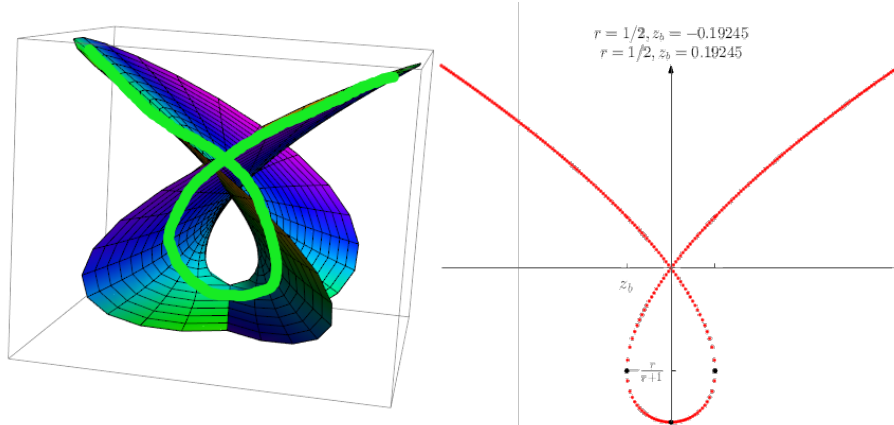 r = 1/2, z_b = −0.19245
r = 1/2, z_b = 0.19245
z_b
−r/(r+1)